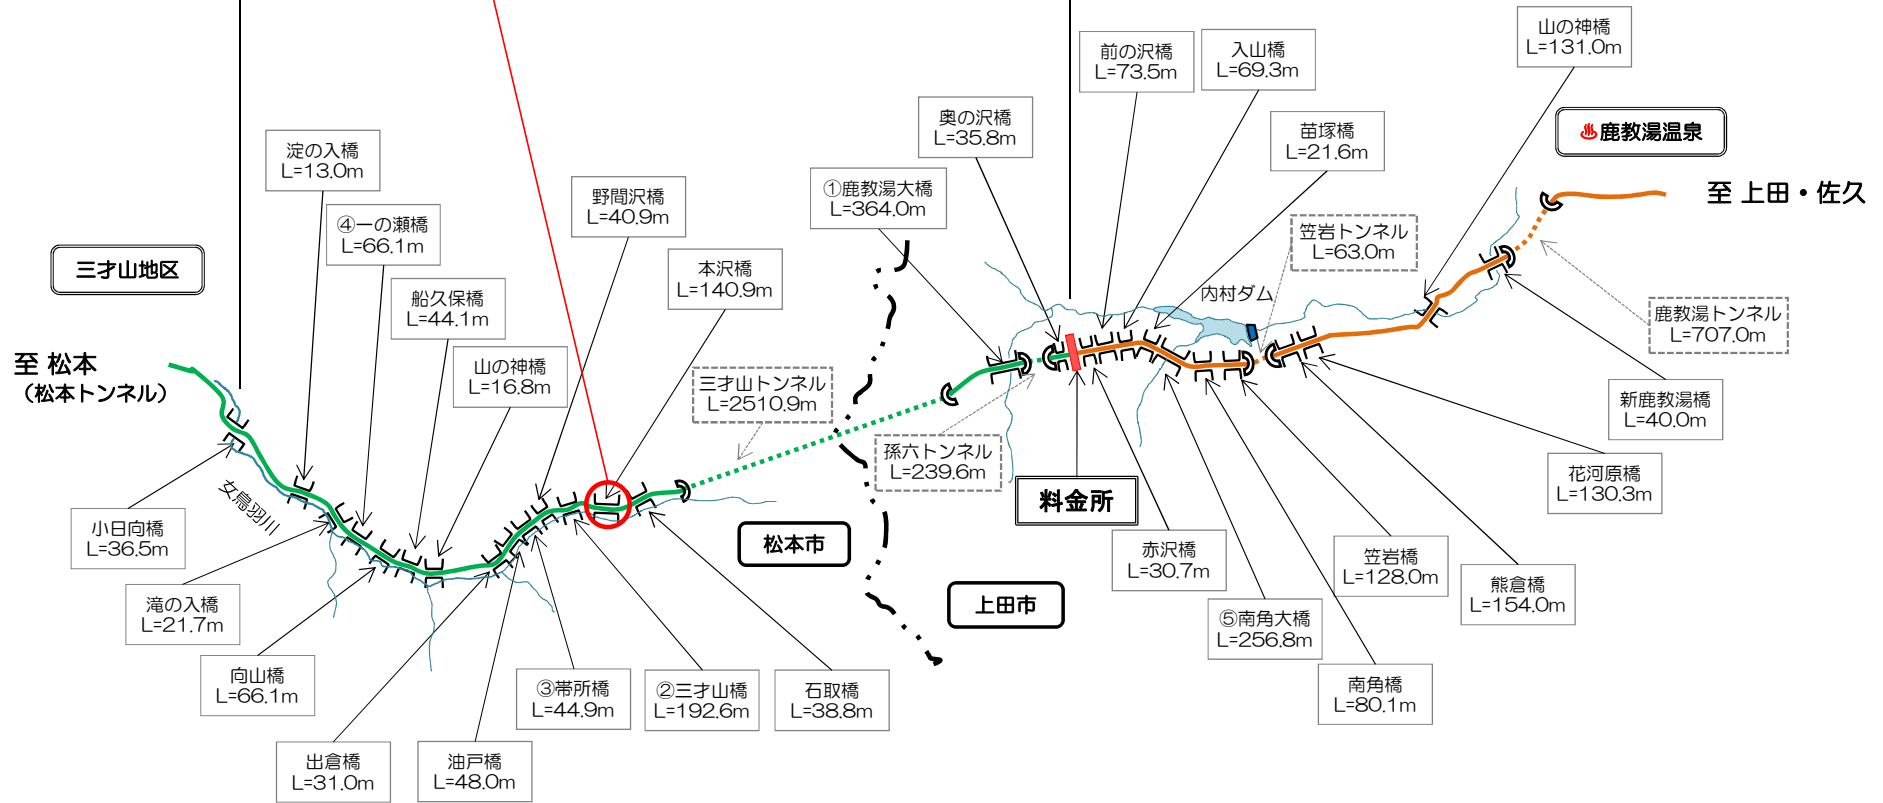 山の神橋
L=131.0m
前の沢橋
L=73.5m
入山橋
L=69.3m
奥の沢橋
L=35.8m
苗塚橋
L=21.6m
♨鹿教湯温泉
淀の入橋
L=13.0m
①鹿教湯大橋
L=364.0m
野間沢橋
L=40.9m
至 上田・佐久
④一の瀬橋
L=66.1m
笠岩トンネル
L=63.0m
三才山地区
本沢橋
L=140.9m
船久保橋
L=44.1m
内村ダム
鹿教湯トンネル
L=707.0m
至 松本
（松本トンネル）
山の神橋
L=16.8m
三才山トンネル
L=2510.9m
新鹿教湯橋
L=40.0m
孫六トンネル
L=239.6m
花河原橋
L=130.3m
女鳥羽川
料金所
小日向橋
L=36.5m
松本市
赤沢橋
L=30.7m
笠岩橋
L=128.0m
熊倉橋
L=154.0m
滝の入橋
L=21.7m
上田市
⑤南角大橋
L=256.8m
向山橋
L=66.1m
③帯所橋
L=44.9m
②三才山橋
L=192.6m
石取橋
L=38.8m
南角橋
L=80.1m
出倉橋
L=31.0m
油戸橋
L=48.0m